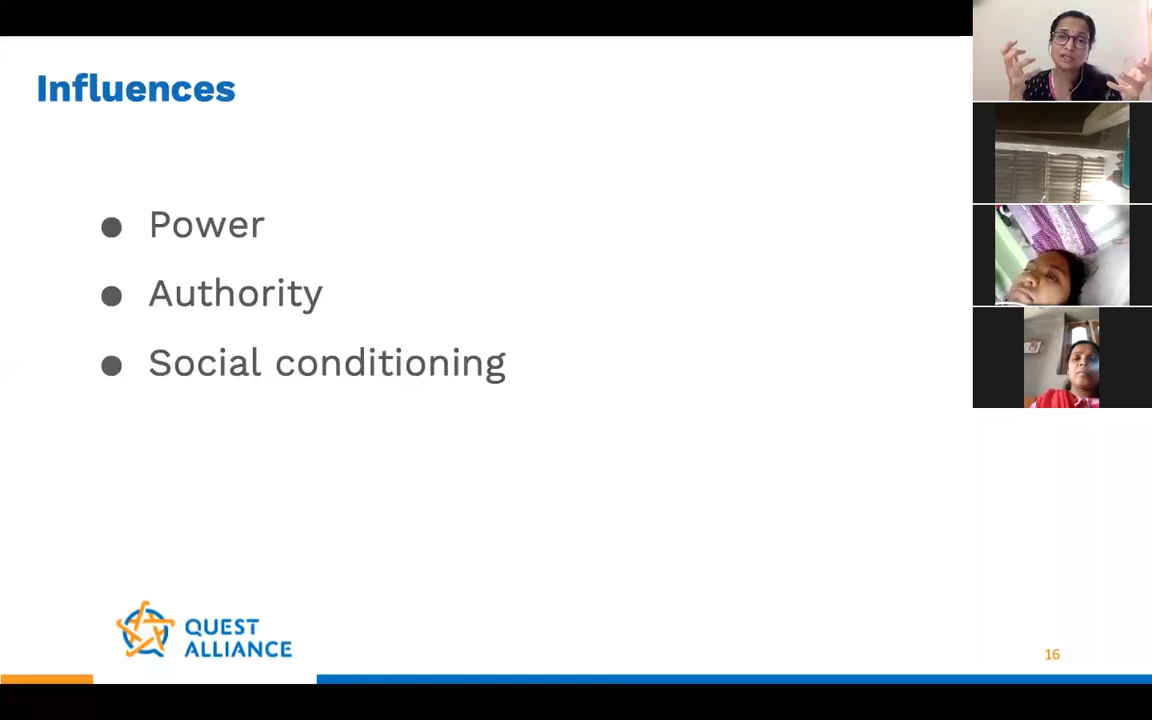 Influences
● Power
● Authority
● Social conditioning
QUEST
ALLIANCE
16